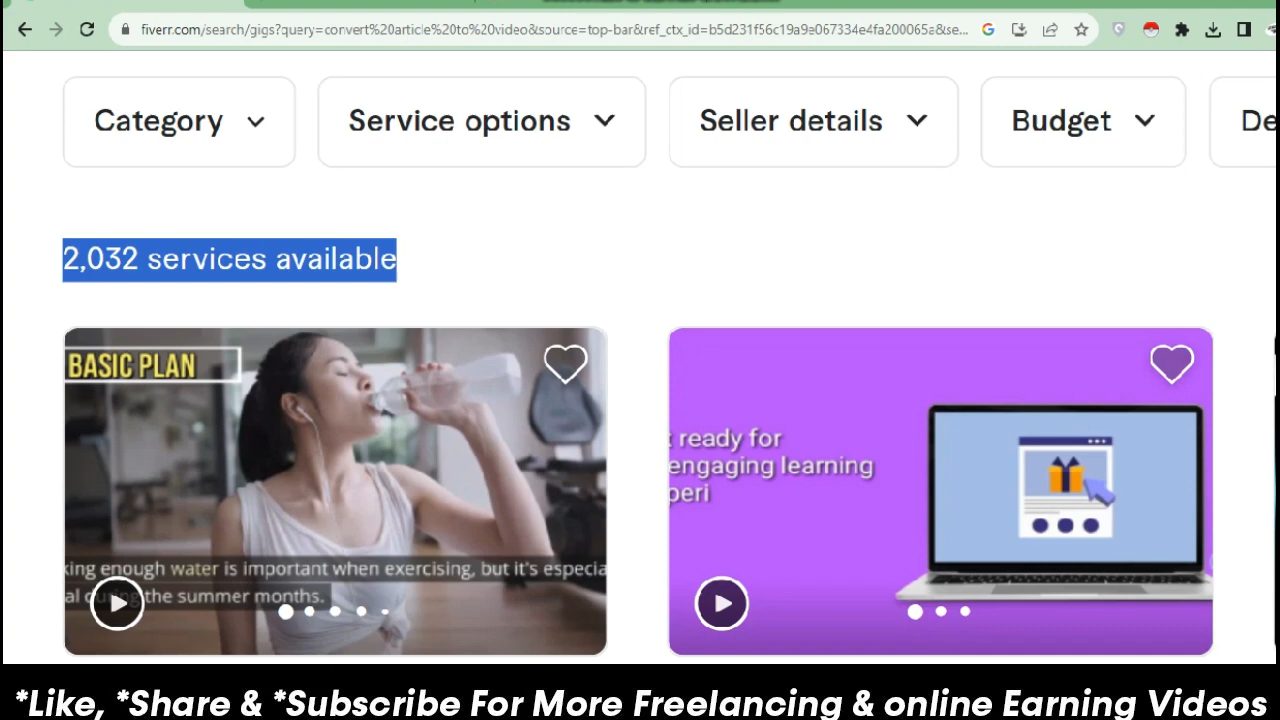 fiverr.com/search/gigs?query=convert%20article%20to%20video&source=top-bar&ref_ctx_id=b5d231f56c19a9e067334e4fa200065a&se...
Category
Service options
Seller details
Budget
De
2,032 services available
BASIC PLAN
king enough water is important when exercising, but it's especia
al during the summer months.
t ready for
engaging learning
peri
*Like, *Share & *Subscribe For More Freelancing & online Earning Videos